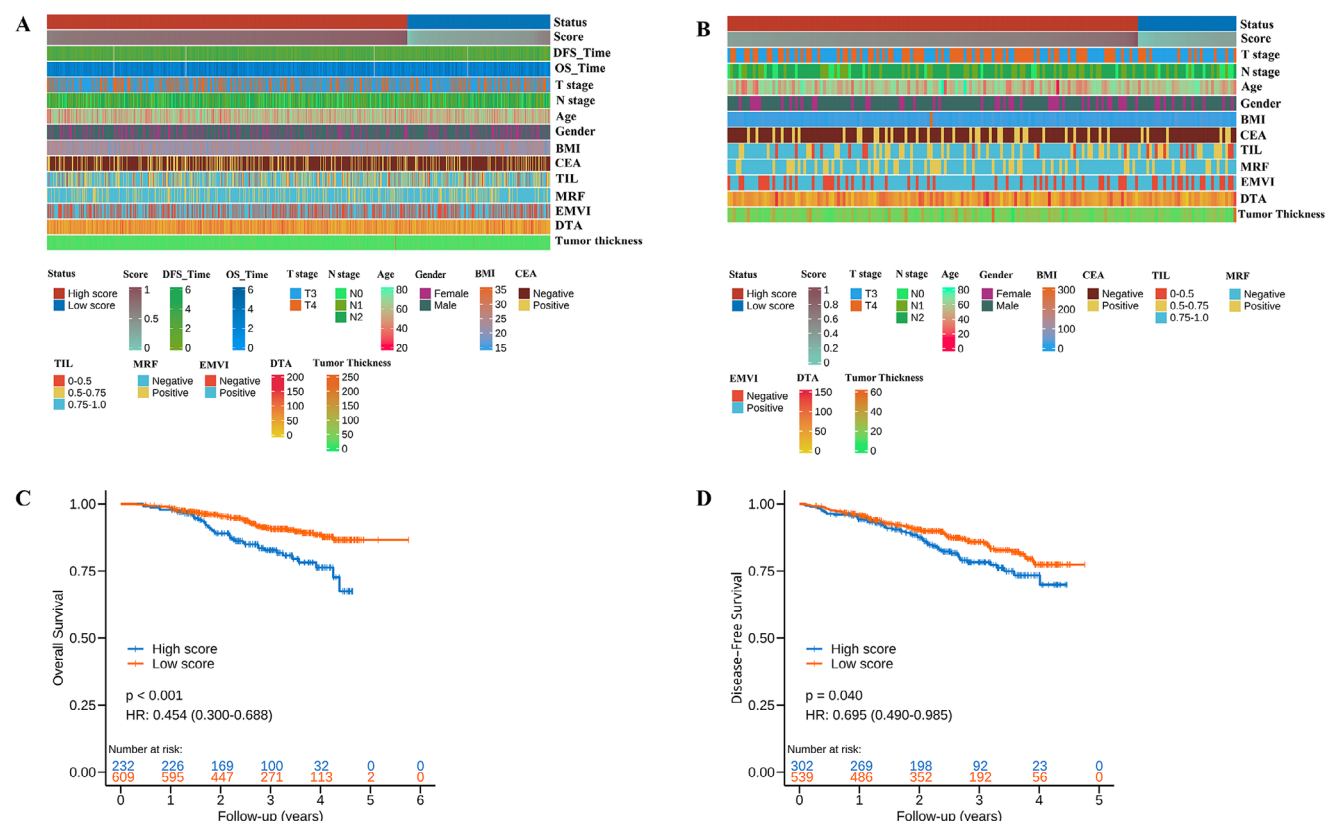 A
Status
Score
DFS_Time
OS_Time
T stage
N stage
Age
Gender
BMI
CEA
TIL
MRF
EMVI
DTA
Tumor thickness
Status
High score
Low score
Score
1
0.5
0
DFS_Time
6
4
2
0
OS_Time
6
4
2
0
T stage
T3
T4
N stage
N0
N1
N2
Age
80
60
40
20
Gender
Female
Male
BMI
35
30
25
20
15
CEA
Negative
Positive
TIL
0-0.5
0.5-0.75
0.75-1.0
MRF
Negative
Positive
EMVI
Negative
Positive
DTA
200
150
100
50
0
Tumor Thickness
250
200
150
100
50
0
B
Status
Score
T stage
N stage
Age
Gender
BMI
CEA
TIL
MRF
EMVI
DTA
Tumor Thickness
Status
High score
Low score
Score
1
0.8
0.6
0.4
0.2
0
T stage
T3
T4
N stage
N0
N1
N2
Age
80
60
40
20
0
Gender
Female
Male
BMI
300
200
100
0
CEA
Negative
Positive
TIL
0-0.5
0.5-0.75
0.75-1.0
MRF
Negative
Positive
EMVI
Negative
Positive
DTA
150
100
50
0
Tumor Thickness
60
40
20
0
C
Overall Survival
1.00
0.75
0.50
0.25
0.00
High score
Low score
p < 0.001
HR: 0.454 (0.300-0.688)
Number at risk:
232 226 169 100 32 0 0
609 595 447 271 113 2 0
0 1 2 3 4 5 6
Follow-up (years)
D
Disease-Free Survival
1.00
0.75
0.50
0.25
0.00
High score
Low score
p = 0.040
HR: 0.695 (0.490-0.985)
Number at risk:
302 269 198 92 23 0
539 486 352 192 56 0
0 1 2 3 4 5
Follow-up (years)